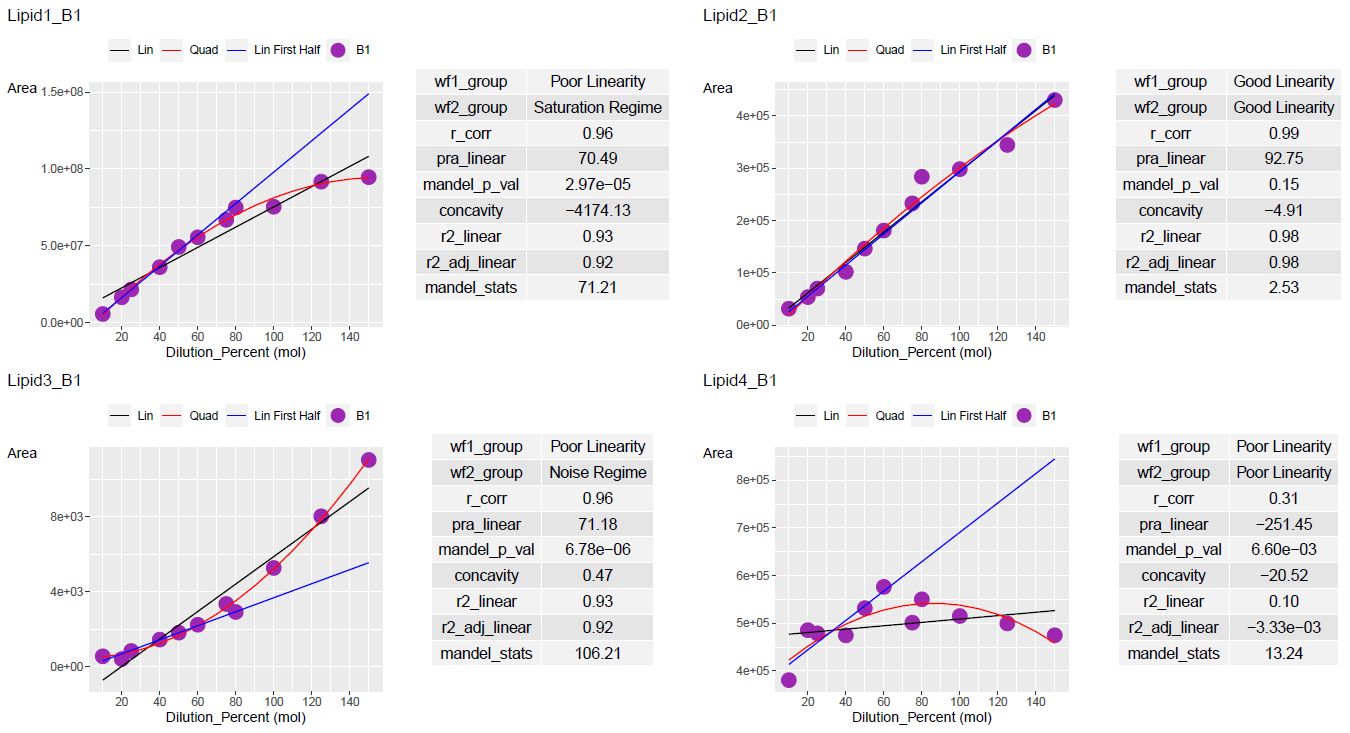 Lipid1_B1
Lin Quad Lin First Half B1
Area
1.5e+08
1.0e+08
5.0e+07
0.0e+00
20 40 60 80 100 120 140
Dilution_Percent (mol)
wf1_group Poor Linearity
wf2_group Saturation Regime
r_corr 0.96
pra_linear 70.49
mandel_p_val 2.97e−05
concavity −4174.13
r2_linear 0.93
r2_adj_linear 0.92
mandel_stats 71.21
Lipid2_B1
Lin Quad Lin First Half B1
Area
4e+05
3e+05
2e+05
1e+05
0e+00
20 40 60 80 100 120 140
Dilution_Percent (mol)
wf1_group Good Linearity
wf2_group Good Linearity
r_corr 0.99
pra_linear 92.75
mandel_p_val 0.15
concavity −4.91
r2_linear 0.98
r2_adj_linear 0.98
mandel_stats 2.53
Lipid3_B1
Lin Quad Lin First Half B1
Area
8e+03
4e+03
0e+00
20 40 60 80 100 120 140
Dilution_Percent (mol)
wf1_group Poor Linearity
wf2_group Noise Regime
r_corr 0.96
pra_linear 71.18
mandel_p_val 6.78e−06
concavity 0.47
r2_linear 0.93
r2_adj_linear 0.92
mandel_stats 106.21
Lipid4_B1
Lin Quad Lin First Half B1
Area
8e+05
7e+05
6e+05
5e+05
4e+05
20 40 60 80 100 120 140
Dilution_Percent (mol)
wf1_group Poor Linearity
wf2_group Poor Linearity
r_corr 0.31
pra_linear −251.45
mandel_p_val 6.60e−03
concavity −20.52
r2_linear 0.10
r2_adj_linear −3.33e−03
mandel_stats 13.24